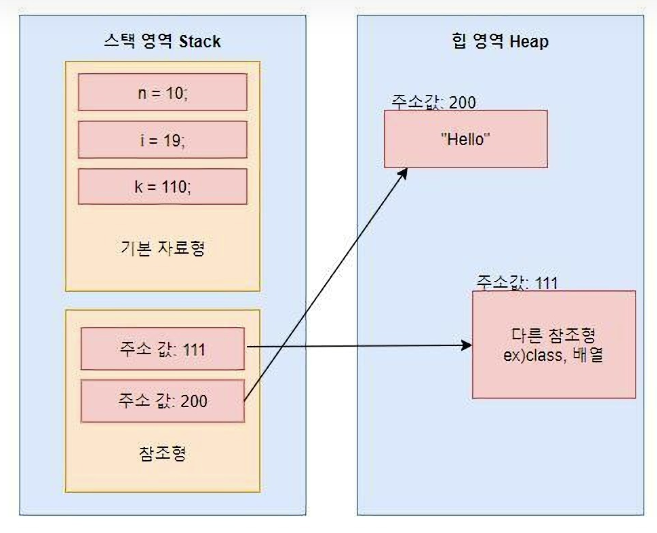 스택 영역 Stack
n = 10;
i = 19;
k = 110;
기본 자료형
주소 값: 111
주소 값: 200
참조형
힙 영역 Heap
주소값: 200
"Hello"
주소값: 111
다른 참조형
ex)class, 배열